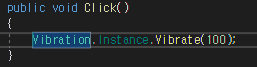 public void Click()
{
Vibration.Instance.Vibrate(100);
}